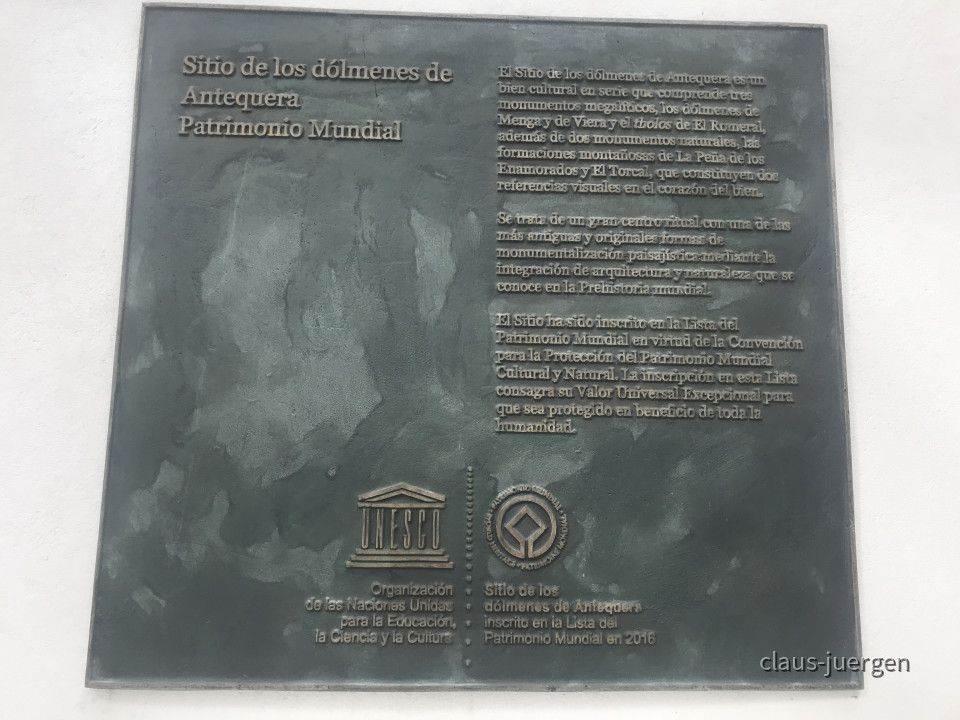 Sitio de los dólmenes de
Antequera
Patrimonio Mundial
El Sitio de los dólmenes de Antequera es un
bien cultural en serie que comprende tres
monumentos megalíticos, los dólmenes de
Menga y de Viera y el tholos de El Romeral,
además de dos monumentos naturales, las
formaciones montañosas de La Peña de los
Enamorados y El Torcal, que constituyen dos
referencias visuales en el corazón del bien.
Se trata de un gran centro ritual con una de las
más antiguas y originales formas de
monumentalización paisajística mediante la
integración de arquitectura y naturaleza que se
conoce en la Prehistoria mundial.
El Sitio ha sido inscrito en la Lista del
Patrimonio Mundial en virtud de la Convención
para la Protección del Patrimonio Mundial
Cultural y Natural. La inscripción en esta Lista
consagra su Valor Universal Excepcional para
que sea protegido en beneficio de toda la
humanidad.
UNESCO
Organización
de las Naciones Unidas
para la Educación,
la Ciencia y la Cultura
PATRIMONIO MUNDIAL • WORLD HERITAGE • PATRIMOINE MONDIAL
Sitio de los
dólmenes de Antequera
inscrito en la Lista del
Patrimonio Mundial en 2016
claus-juergen